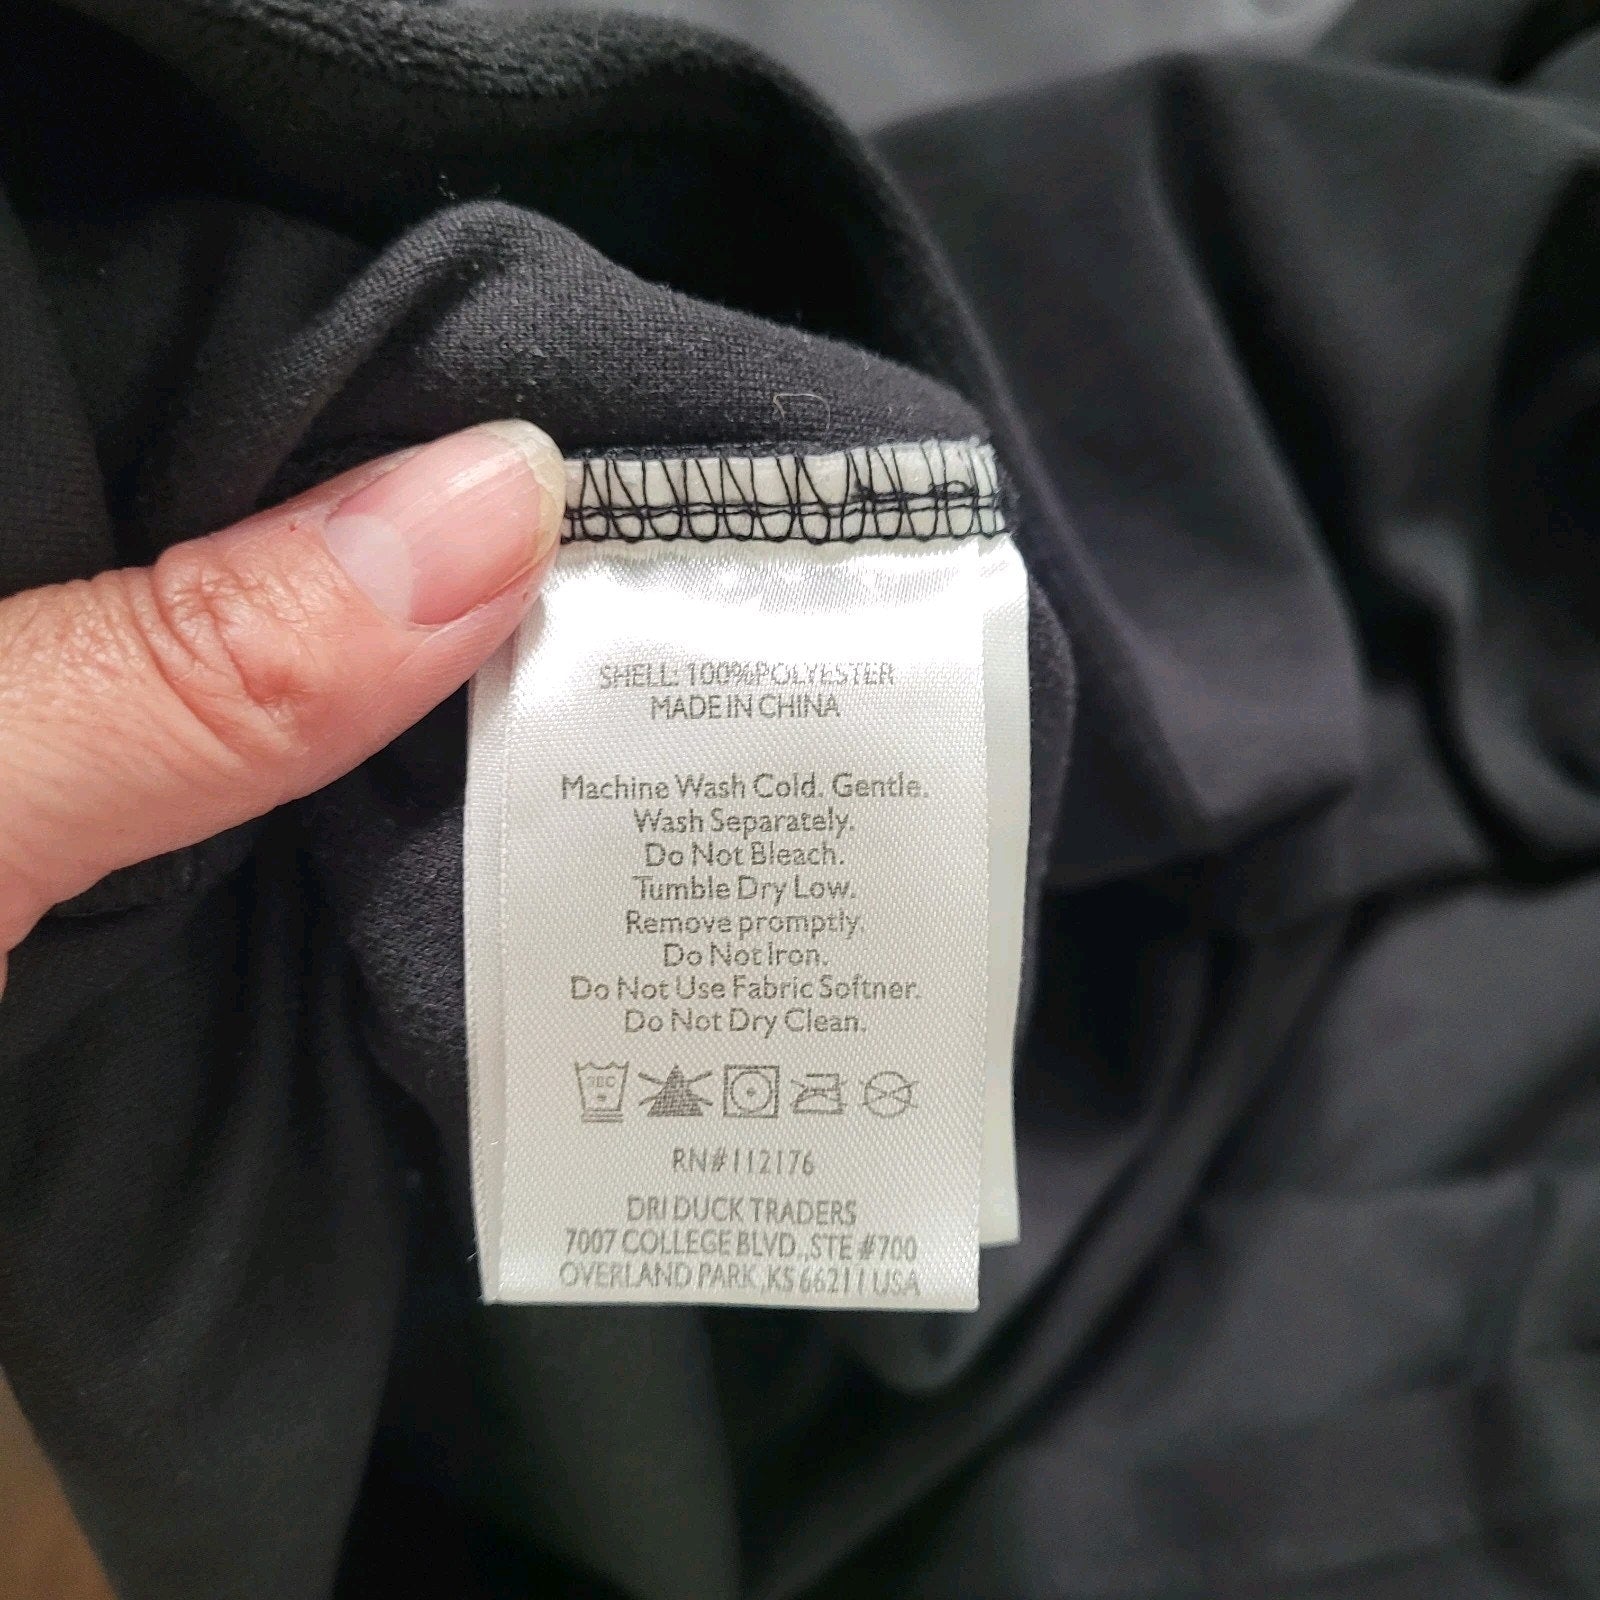 SHELL: 100%POLYESTER
MADE IN CHINA
Machine Wash Cold. Gentle.
Wash Separately.
Do Not Bleach.
Tumble Dry Low.
Remove promptly.
Do Not Iron.
Do Not Use Fabric Softner.
Do Not Dry Clean.
30C
RN#112176
DRI DUCK TRADERS
7007 COLLEGE BLVD.,STE #700
OVERLAND PARK,KS 66211 USA